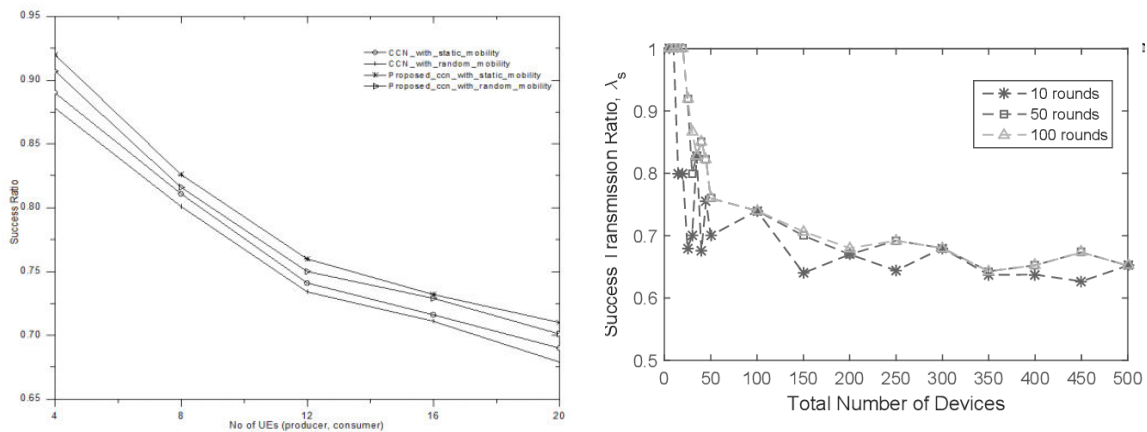 0.95
0.90
0.85
0.80
0.75
0.70
0.65
Success Ratio
CCN_with_static_mobility
CCN_with_random_mobility
Proposed_ccn_with_static_mobility
Proposed_ccn_with_random_mobility
4 8 12 16 20
No of UEs (producer, consumer)
1
0.9
0.8
0.7
0.6
0.5
Success Transmission Ratio, λs
10 rounds
50 rounds
100 rounds
0 50 100 150 200 250 300 350 400 450 500
Total Number of Devices